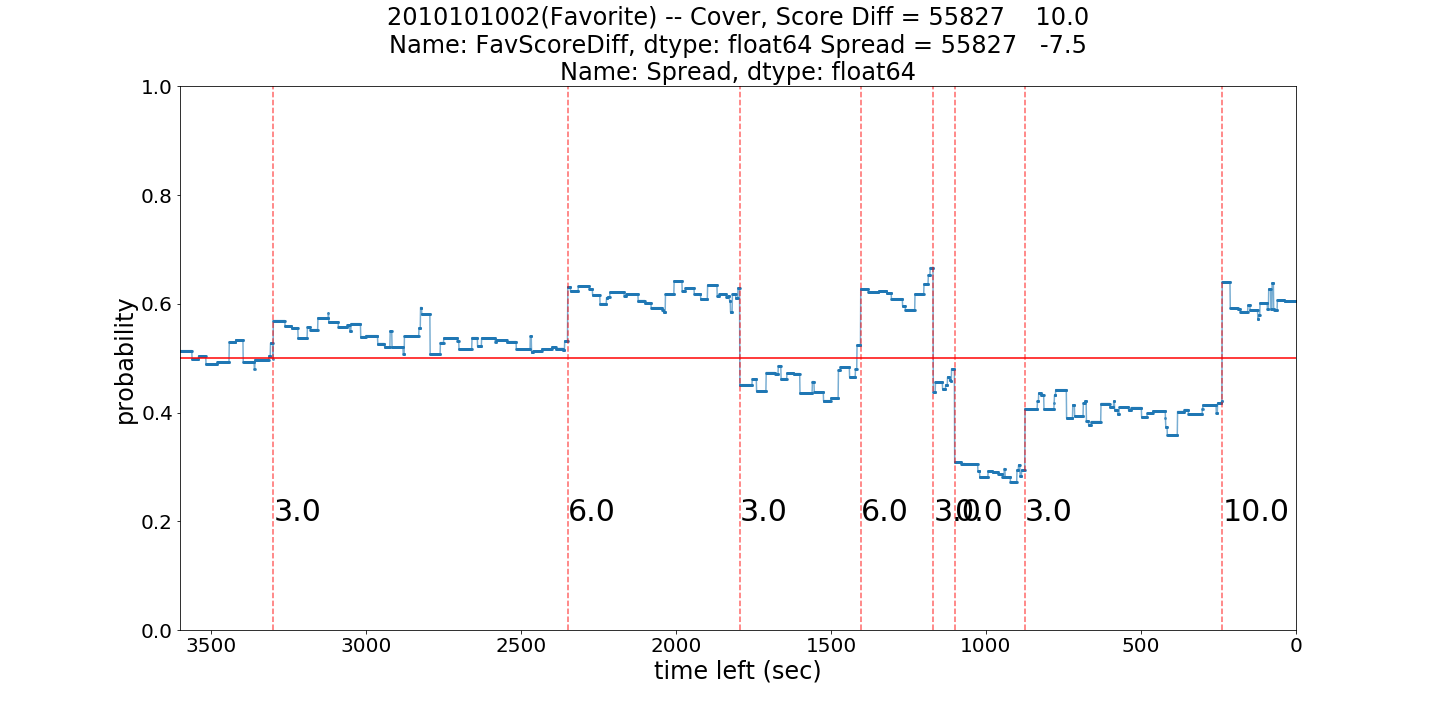 2010101002(Favorite) -- Cover, Score Diff = 55827    10.0
Name: FavScoreDiff, dtype: float64 Spread = 55827   -7.5
Name: Spread, dtype: float64
1.0
0.8
0.6
0.4
0.2
0.0
probability
3.0
6.0
3.0
6.0
3.0
0.0
3.0
10.0
3500 3000 2500 2000 1500 1000 500 0
time left (sec)